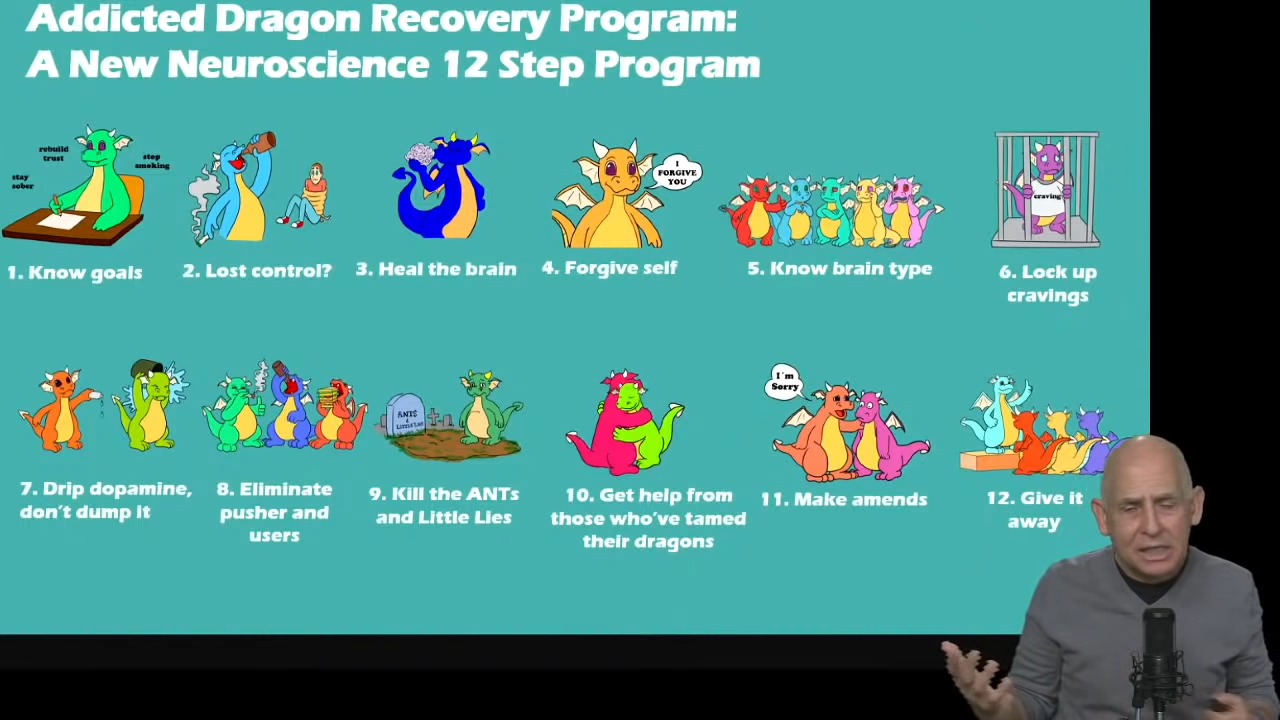 Addicted Dragon Recovery Program:
A New Neuroscience 12 Step Program
rebuild
trust
stop
smoking
stay
sober
1. Know goals
2. Lost control?
3. Heal the brain
I
FORGIVE
YOU
4. Forgive self
5. Know brain type
craving
6. Lock up
cravings
7. Drip dopamine,
don't dump it
8. Eliminate
pusher and
users
ANTS
9. Kill the ANTs
and Little Lies
10. Get help from
those who've tamed
their dragons
I'm
Sorry
11. Make amends
12. Give it
away